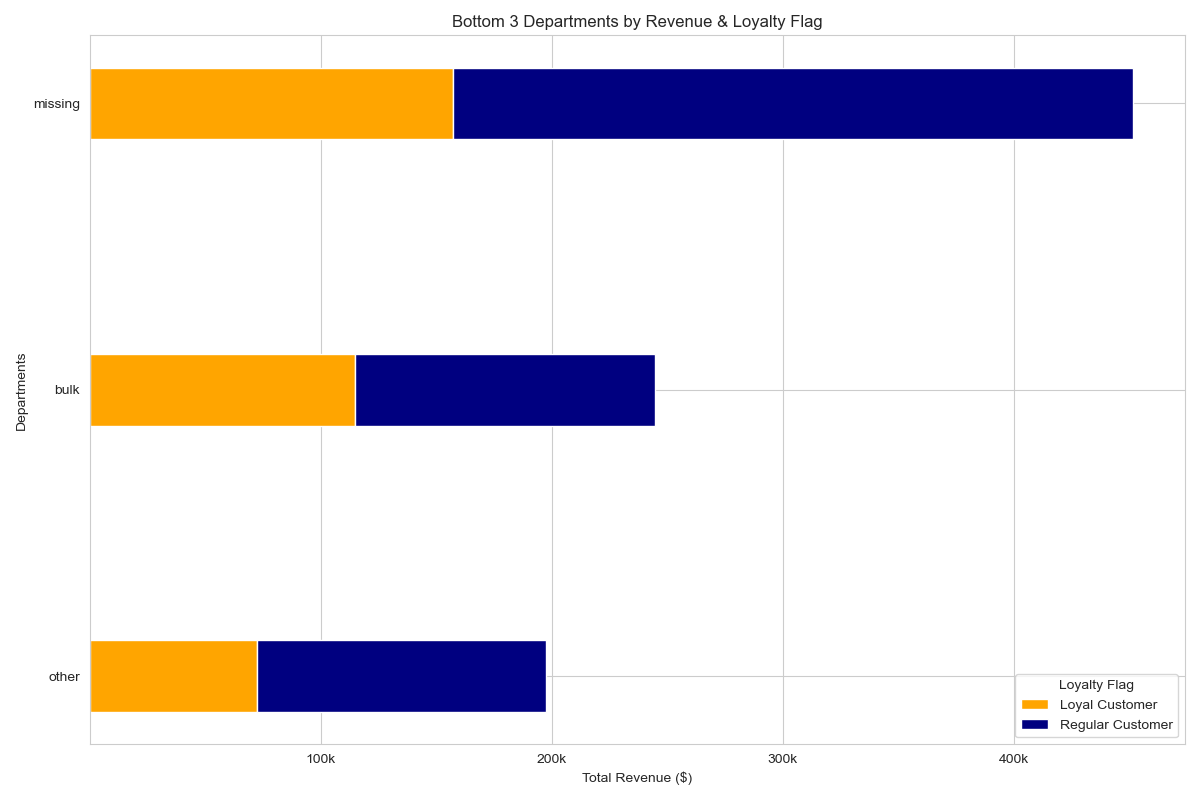 Bottom 3 Departments by Revenue & Loyalty Flag
missing
bulk
other
Departments
100k
200k
300k
400k
Total Revenue ($)
Loyalty Flag
Loyal Customer
Regular Customer